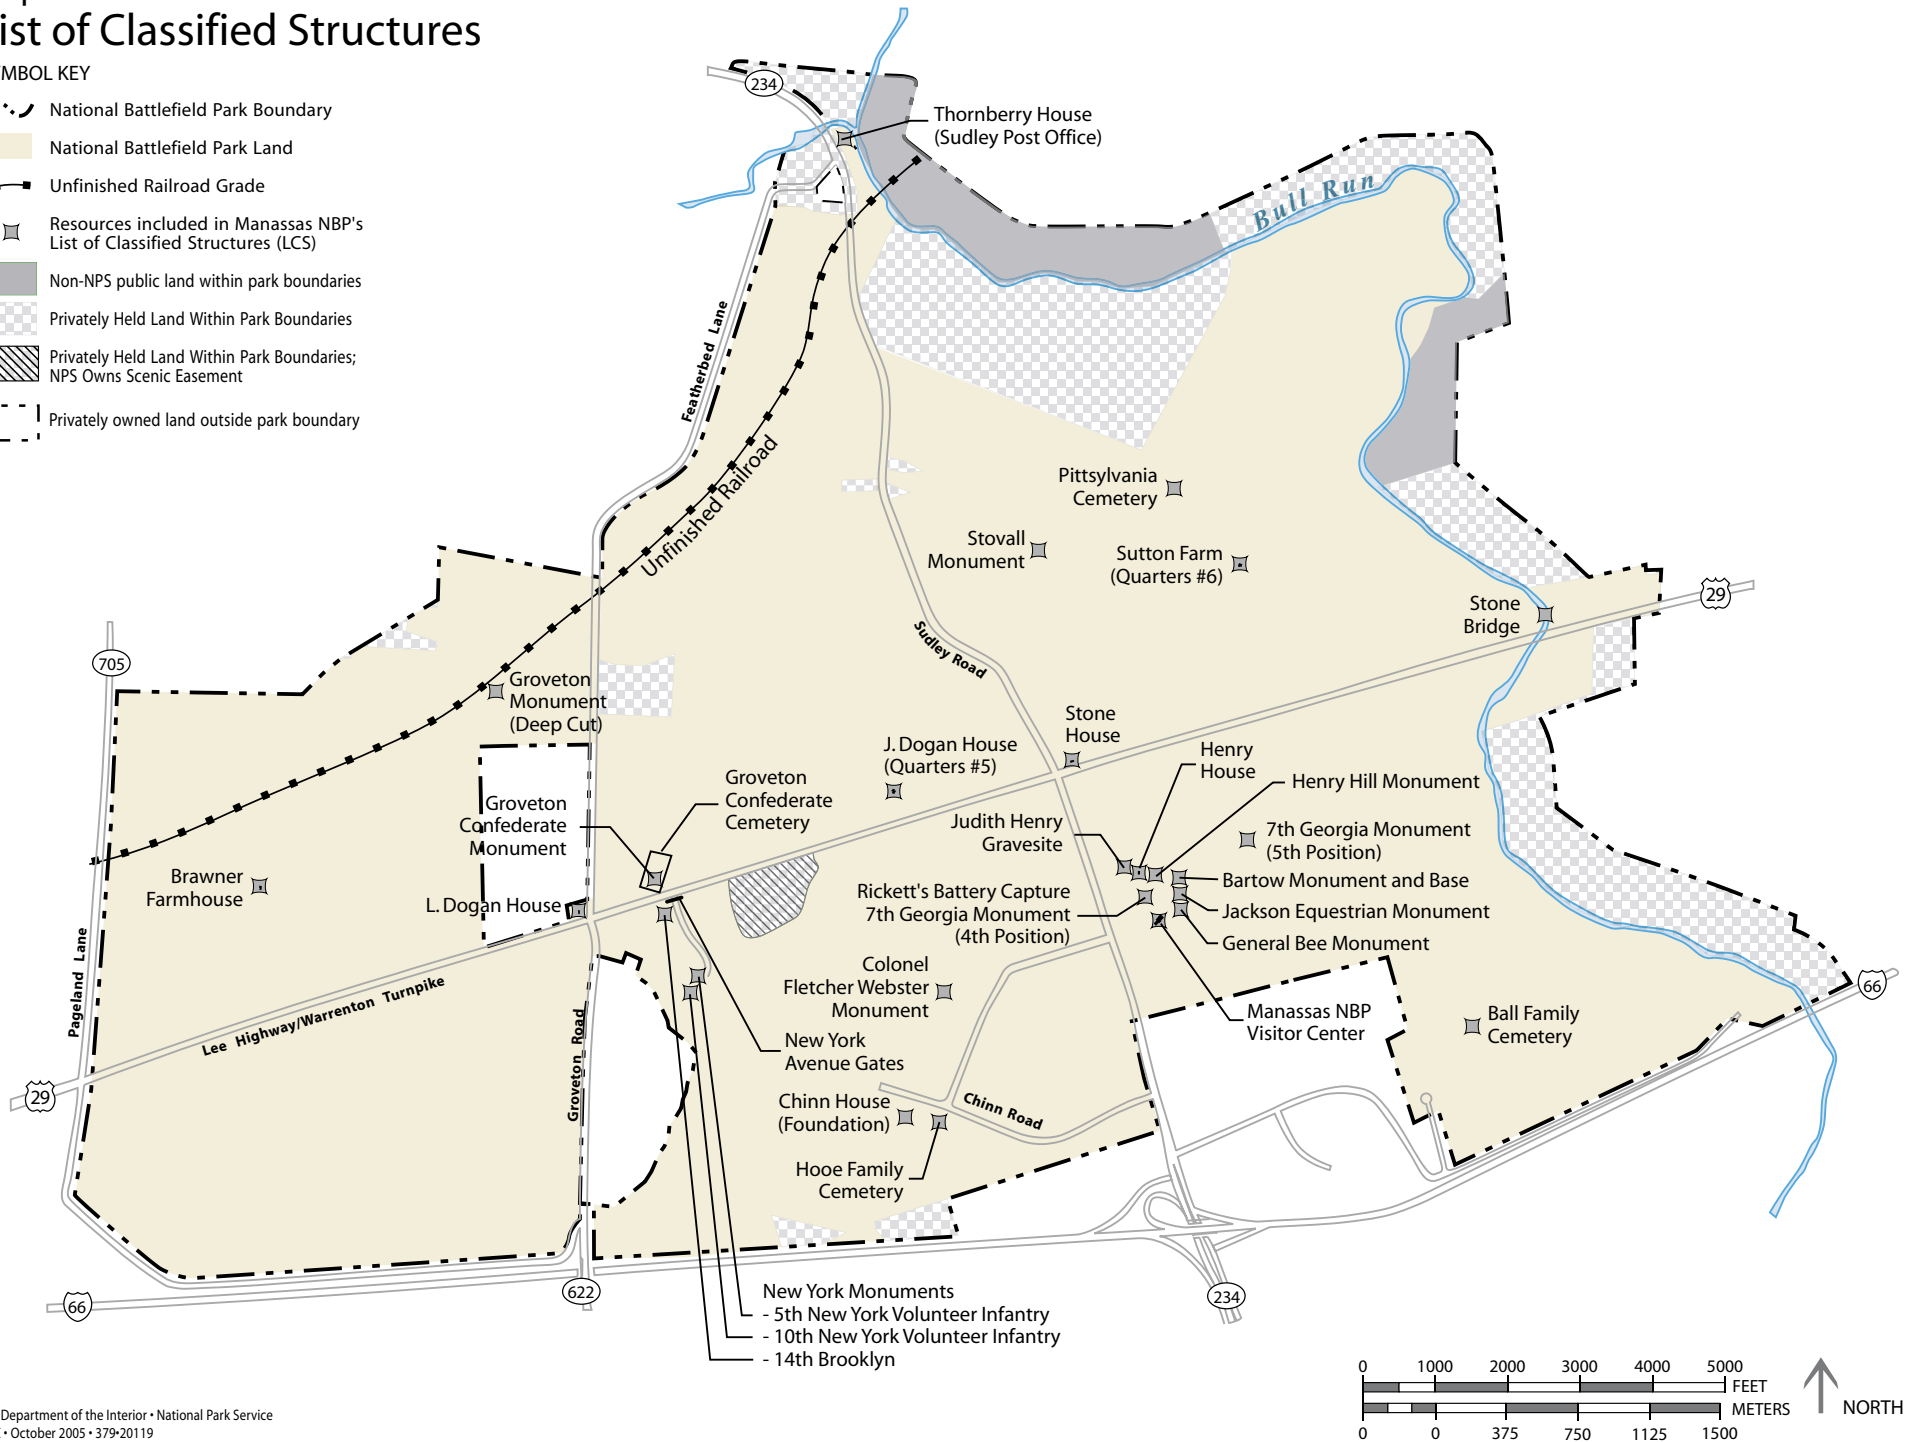 List of Classified Structures
SYMBOL KEY
National Battlefield Park Boundary
National Battlefield Park Land
Unfinished Railroad Grade
Resources included in Manassas NBP's
List of Classified Structures (LCS)
Non-NPS public land within park boundaries
Privately Held Land Within Park Boundaries
Privately Held Land Within Park Boundaries;
NPS Owns Scenic Easement
Privately owned land outside park boundary
234
Thornberry House
(Sudley Post Office)
Bull Run
Featherbed Lane
Unfinished Railroad
Pittsylvania
Cemetery
Stovall
Monument
Sutton Farm
(Quarters #6)
Stone
Bridge
29
Sudley Road
705
Groveton
Monument
(Deep Cut)
Stone
House
J. Dogan House
(Quarters #5)
Henry
House
Henry Hill Monument
Groveton
Confederate
Cemetery
Groveton
Confederate
Monument
Judith Henry
Gravesite
7th Georgia Monument
(5th Position)
Brawner
Farmhouse
L. Dogan House
Rickett's Battery Capture
7th Georgia Monument
(4th Position)
Bartow Monument and Base
Jackson Equestrian Monument
General Bee Monument
Pageland Lane
Lee Highway/Warrenton Turnpike
Colonel
Fletcher Webster
Monument
Manassas NBP
Visitor Center
Ball Family
Cemetery
66
Groveton Road
New York
Avenue Gates
29
Chinn House
(Foundation)
Chinn Road
Hooe Family
Cemetery
66
622
234
New York Monuments
- 5th New York Volunteer Infantry
- 10th New York Volunteer Infantry
- 14th Brooklyn
0 1000 2000 3000 4000 5000
FEET
METERS
0 0 375 750 1125 1500
NORTH
Department of the Interior • National Park Service
• October 2005 • 379•20119